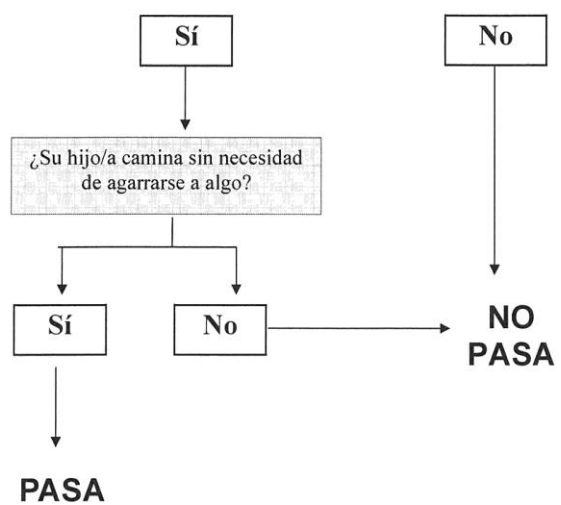 Sí
No
¿Su hijo/a camina sin necesidad
de agarrarse a algo?
Sí
No
NO
PASA
PASA